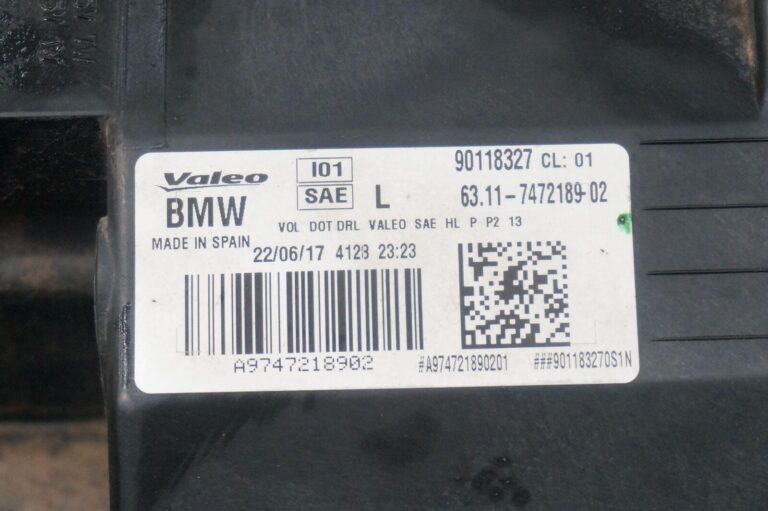 Valeo
I01
90118327 CL: 01
BMW
SAE
L
63.11-7472189-02
VOL DOT DRL VALEO SAE HL P P2 13
MADE IN SPAIN
22/06/17 4128 23:23
A9747218902
#A974721890201
###901183270S1N